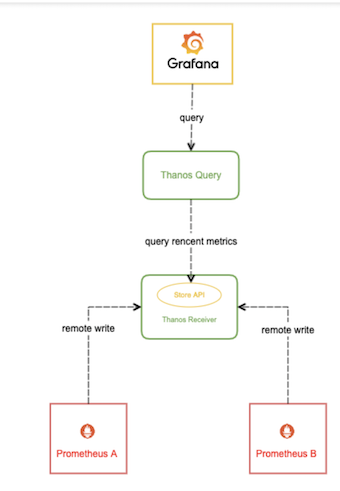 Grafana
query
Thanos Query
query rencent metrics
Store API
Thanos Receiver
remote write
remote write
Prometheus A
Prometheus B